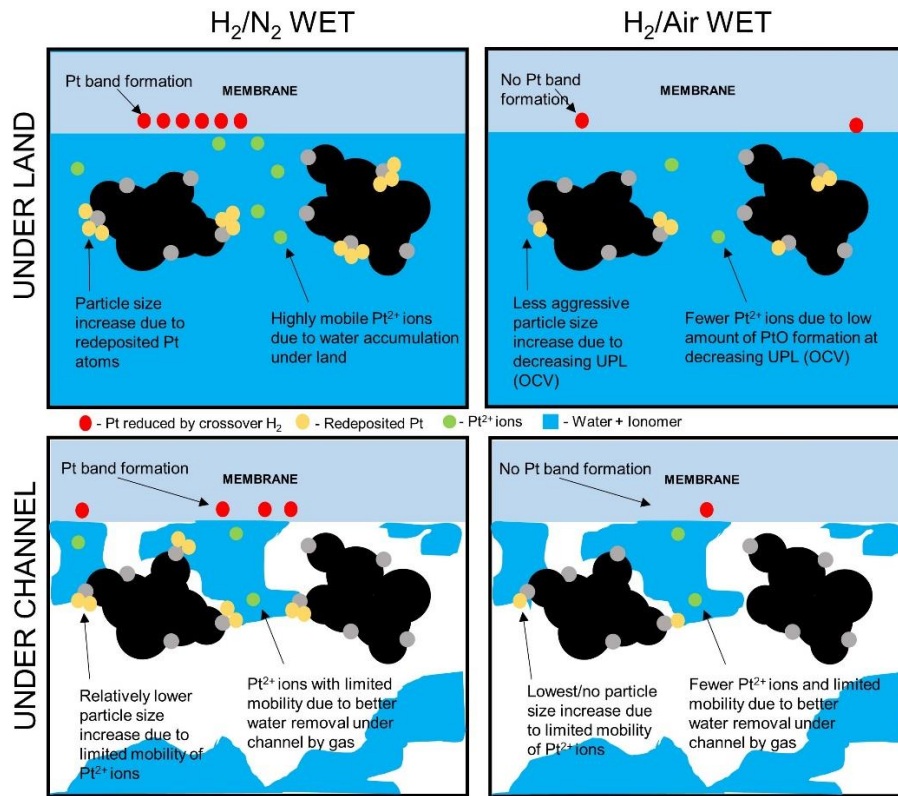 H₂/N₂ WET
H₂/Air WET
UNDER LAND
Pt band formation
MEMBRANE
Particle size
increase due to
redeposited Pt
atoms
Highly mobile Pt²⁺ ions
due to water accumulation
under land
No Pt band
formation
MEMBRANE
Less aggressive
particle size
increase due to
decreasing UPL
(OCV)
Fewer Pt²⁺ ions due to low
amount of PtO formation at
decreasing UPL (OCV)
- Pt reduced by crossover H₂
- Redeposited Pt
- Pt²⁺ ions
- Water + Ionomer
UNDER CHANNEL
Pt band formation
MEMBRANE
Relatively lower
particle size
increase due to
limited mobility of
Pt²⁺ ions
Pt²⁺ ions with limited
mobility due to better
water removal under
channel by gas
No Pt band formation
MEMBRANE
Lowest/no particle
size increase due
to limited mobility
of Pt²⁺ ions
Fewer Pt²⁺ ions and limited
mobility due to better
water removal under
channel by gas